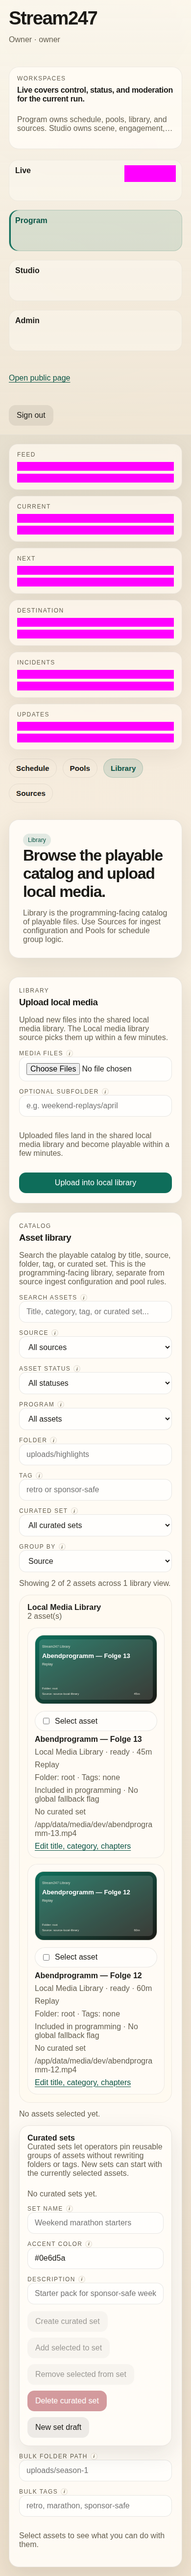 Stream247
Owner · owner
WORKSPACES
Live covers control, status, and moderation
for the current run.
Program owns schedule, pools, library, and
sources. Studio owns scene, engagement,...
Live
Program
Studio
Admin
Open public page
Sign out
FEED
CURRENT
NEXT
DESTINATION
INCIDENTS
UPDATES
Schedule
Pools
Library
Sources
Library
Browse the playable
catalog and upload
local media.
Library is the programming-facing catalog
of playable files. Use Sources for ingest
configuration and Pools for schedule
group logic.
LIBRARY
Upload local media
Upload new files into the shared local
media library. The Local media library
source picks them up within a few minutes.
MEDIA FILES i
Choose Files No file chosen
OPTIONAL SUBFOLDER i
e.g. weekend-replays/april
Uploaded files land in the shared local
media library and become playable within a
few minutes.
Upload into local library
CATALOG
Asset library
Search the playable catalog by title, source,
folder, tag, or curated set. This is the
programming-facing library, separate from
source ingest configuration and pool rules.
SEARCH ASSETS i
Title, category, tag, or curated set...
SOURCE i
All sources
ASSET STATUS i
All statuses
PROGRAM i
All assets
FOLDER i
uploads/highlights
TAG i
retro or sponsor-safe
CURATED SET i
All curated sets
GROUP BY i
Source
Showing 2 of 2 assets across 1 library view.
Local Media Library
2 asset(s)
Stream247 Library
Abendprogramm – Folge 13
Replay
Folder: root
Select asset
Abendprogramm – Folge 13
Local Media Library · ready · 45m
Replay
Folder: root · Tags: none
Included in programming · No
global fallback flag
No curated set
/app/data/media/dev/abendprogra
mm-13.mp4
Edit title, category, chapters
Stream247 Library
Abendprogramm – Folge 12
Replay
Folder: root
Select asset
Abendprogramm – Folge 12
Local Media Library · ready · 60m
Replay
Folder: root · Tags: none
Included in programming · No
global fallback flag
No curated set
/app/data/media/dev/abendprogra
mm-12.mp4
Edit title, category, chapters
No assets selected yet.
Curated sets
Curated sets let operators pin reusable
groups of assets without rewriting
folders or tags. New sets can start with
the currently selected assets.
No curated sets yet.
SET NAME i
Weekend marathon starters
ACCENT COLOR i
#0e6d5a
DESCRIPTION i
Starter pack for sponsor-safe week
Create curated set
Add selected to set
Remove selected from set
Delete curated set
New set draft
BULK FOLDER PATH i
uploads/season-1
BULK TAGS i
retro, marathon, sponsor-safe
Select assets to see what you can do with
them.